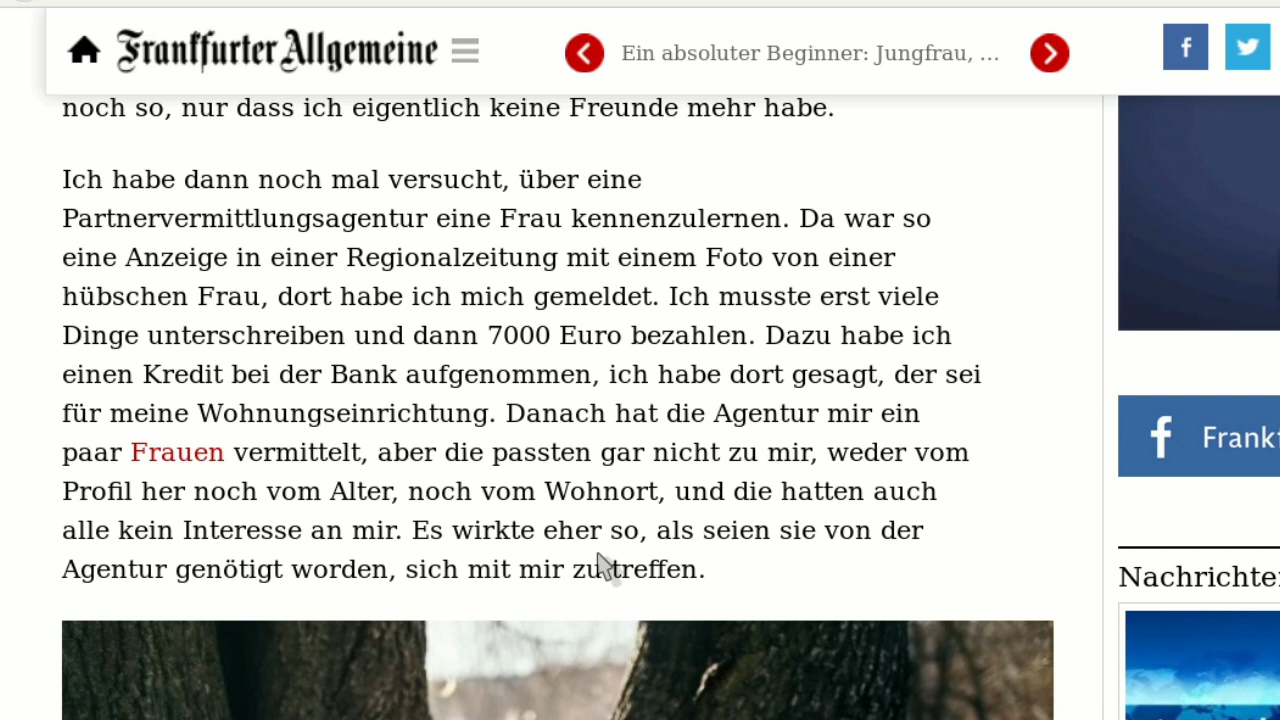 Frankfurter Allgemeine
Ein absoluter Beginner: Jungfrau, ...
noch so, nur dass ich eigentlich keine Freunde mehr habe.
Ich habe dann noch mal versucht, über eine
Partnervermittlungsagentur eine Frau kennenzulernen. Da war so
eine Anzeige in einer Regionalzeitung mit einem Foto von einer
hübschen Frau, dort habe ich mich gemeldet. Ich musste erst viele
Dinge unterschreiben und dann 7000 Euro bezahlen. Dazu habe ich
einen Kredit bei der Bank aufgenommen, ich habe dort gesagt, der sei
für meine Wohnungseinrichtung. Danach hat die Agentur mir ein
paar Frauen vermittelt, aber die passten gar nicht zu mir, weder vom
Profil her noch vom Alter, noch vom Wohnort, und die hatten auch
alle kein Interesse an mir. Es wirkte eher so, als seien sie von der
Agentur genötigt worden, sich mit mir zu treffen.
f Frank
Nachrichte